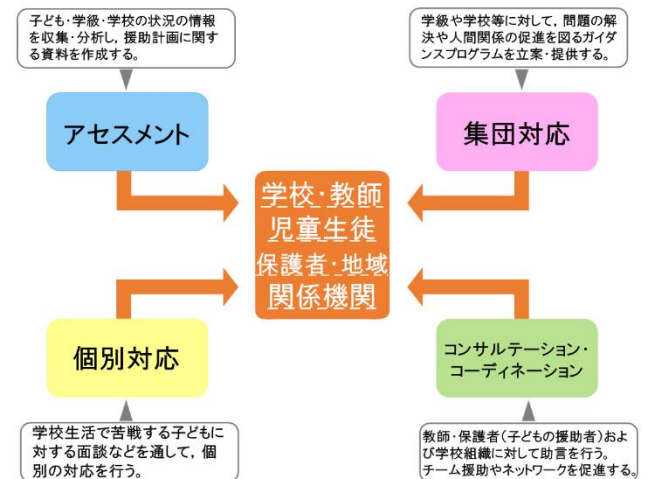 子ども・学級・学校の状況の情報
を収集・分析し，援助計画に関す
る資料を作成する。
学級や学校等に対して，問題の解
決や人間関係の促進を図るガイダ
ンスプログラムを立案・提供する。
アセスメント
集団対応
学校・教師
児童生徒
保護者・地域
関係機関
個別対応
コンサルテーション・
コーディネーション
学校生活で苦戦する子どもに
対する面談などを通して，個
別の対応を行う。
教師・保護者（子どもの援助者）およ
び学校組織に対して助言を行う。
チーム援助やネットワークを促進する。